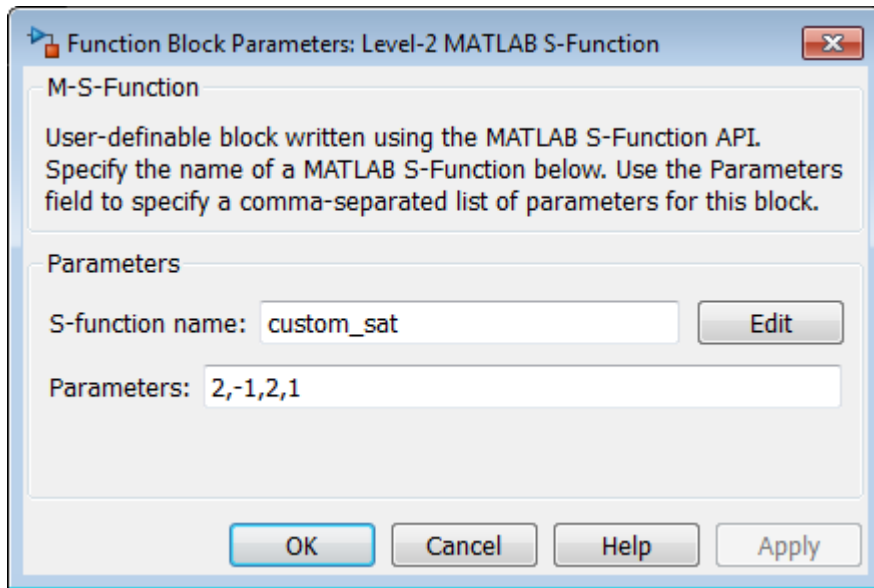 Function Block Parameters: Level-2 MATLAB S-Function
M-S-Function
User-definable block written using the MATLAB S-Function API.
Specify the name of a MATLAB S-Function below. Use the Parameters
field to specify a comma-separated list of parameters for this block.
Parameters
S-function name: custom_sat Edit
Parameters: 2,-1,2,1
OK Cancel Help Apply